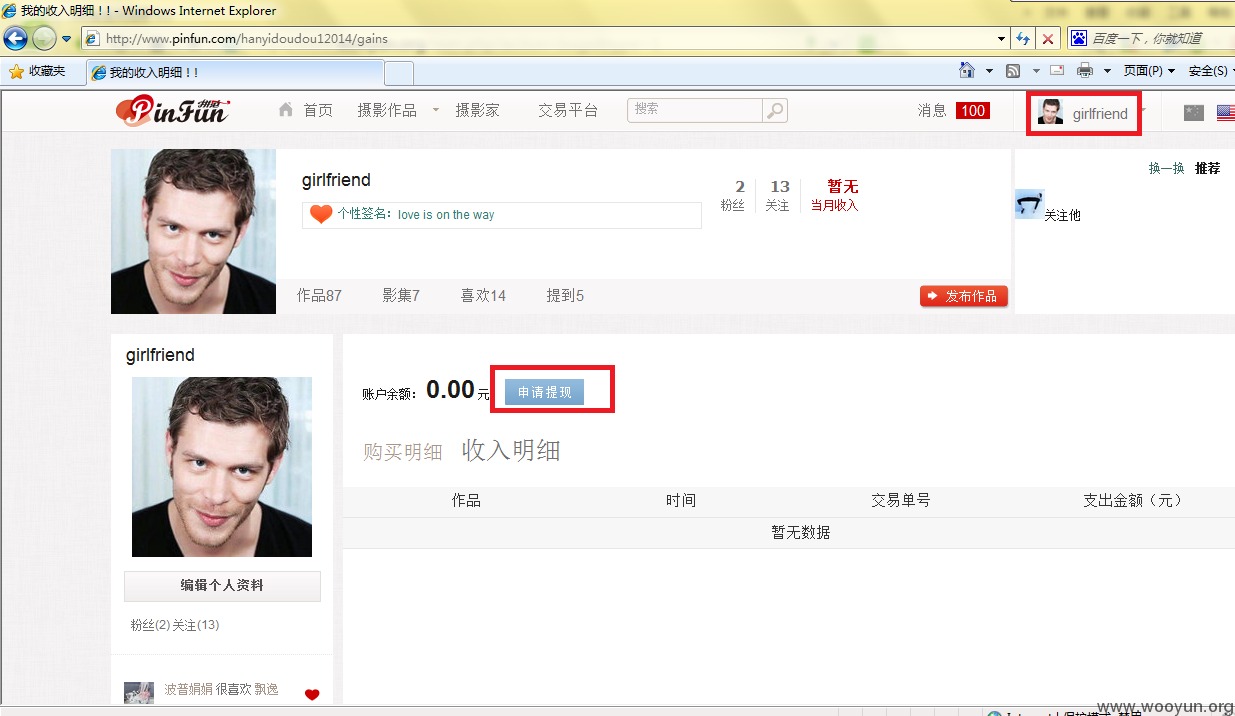 我的收入明细！! - Windows Internet Explorer
http://www.pinfun.com/hanyidoudou12014/gains
百度一下，你就知道
收藏夹
我的收入明细！!
页面(P)
安全(S)
PinFun 拼范
首页
摄影作品
摄影家
交易平台
搜索
消息
100
girlfriend
girlfriend
个性签名：love is on the way
2
粉丝
13
关注
暂无
当月收入
换一换
推荐
关注他
作品87
影集7
喜欢14
提到5
发布作品
girlfriend
账户余额：0.00元
申请提现
购买明细
收入明细
作品
时间
交易单号
支出金额（元）
暂无数据
编辑个人资料
粉丝(2) 关注(13)
波普娟娟 很喜欢 飘逸
www.wooyun.org